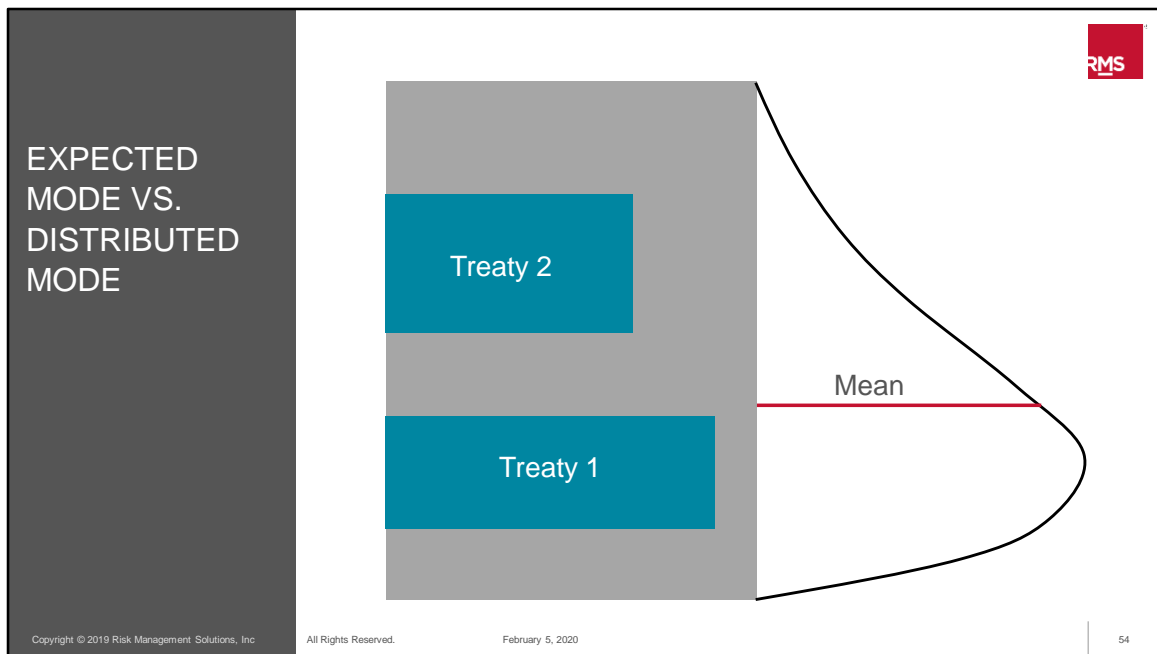 EXPECTED
MODE VS.
DISTRIBUTED
MODE
RMS
Treaty 2
Mean
Treaty 1
Copyright © 2019 Risk Management Solutions, Inc
All Rights Reserved.
February 5, 2020
54